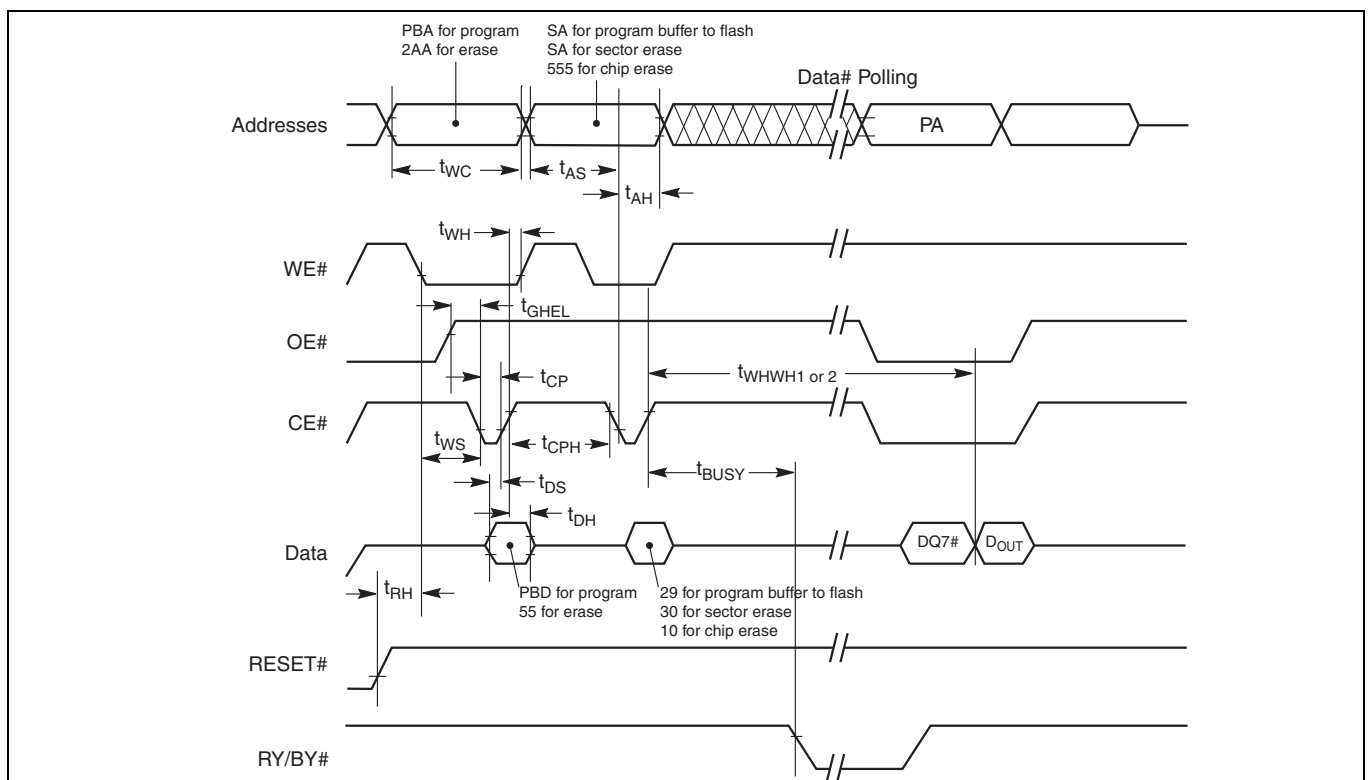 PBA for program
2AA for erase
SA for program buffer to flash
SA for sector erase
555 for chip erase
Data# Polling
Addresses
PA
tWC
tAS
tAH
tWH
WE#
tGHEL
OE#
tWHWH1 or 2
tCP
CE#
tWS
tCPH
tBUSY
tDS
tDH
Data
DQ7#
DOUT
tRH
PBD for program
55 for erase
29 for program buffer to flash
30 for sector erase
10 for chip erase
RESET#
RY/BY#